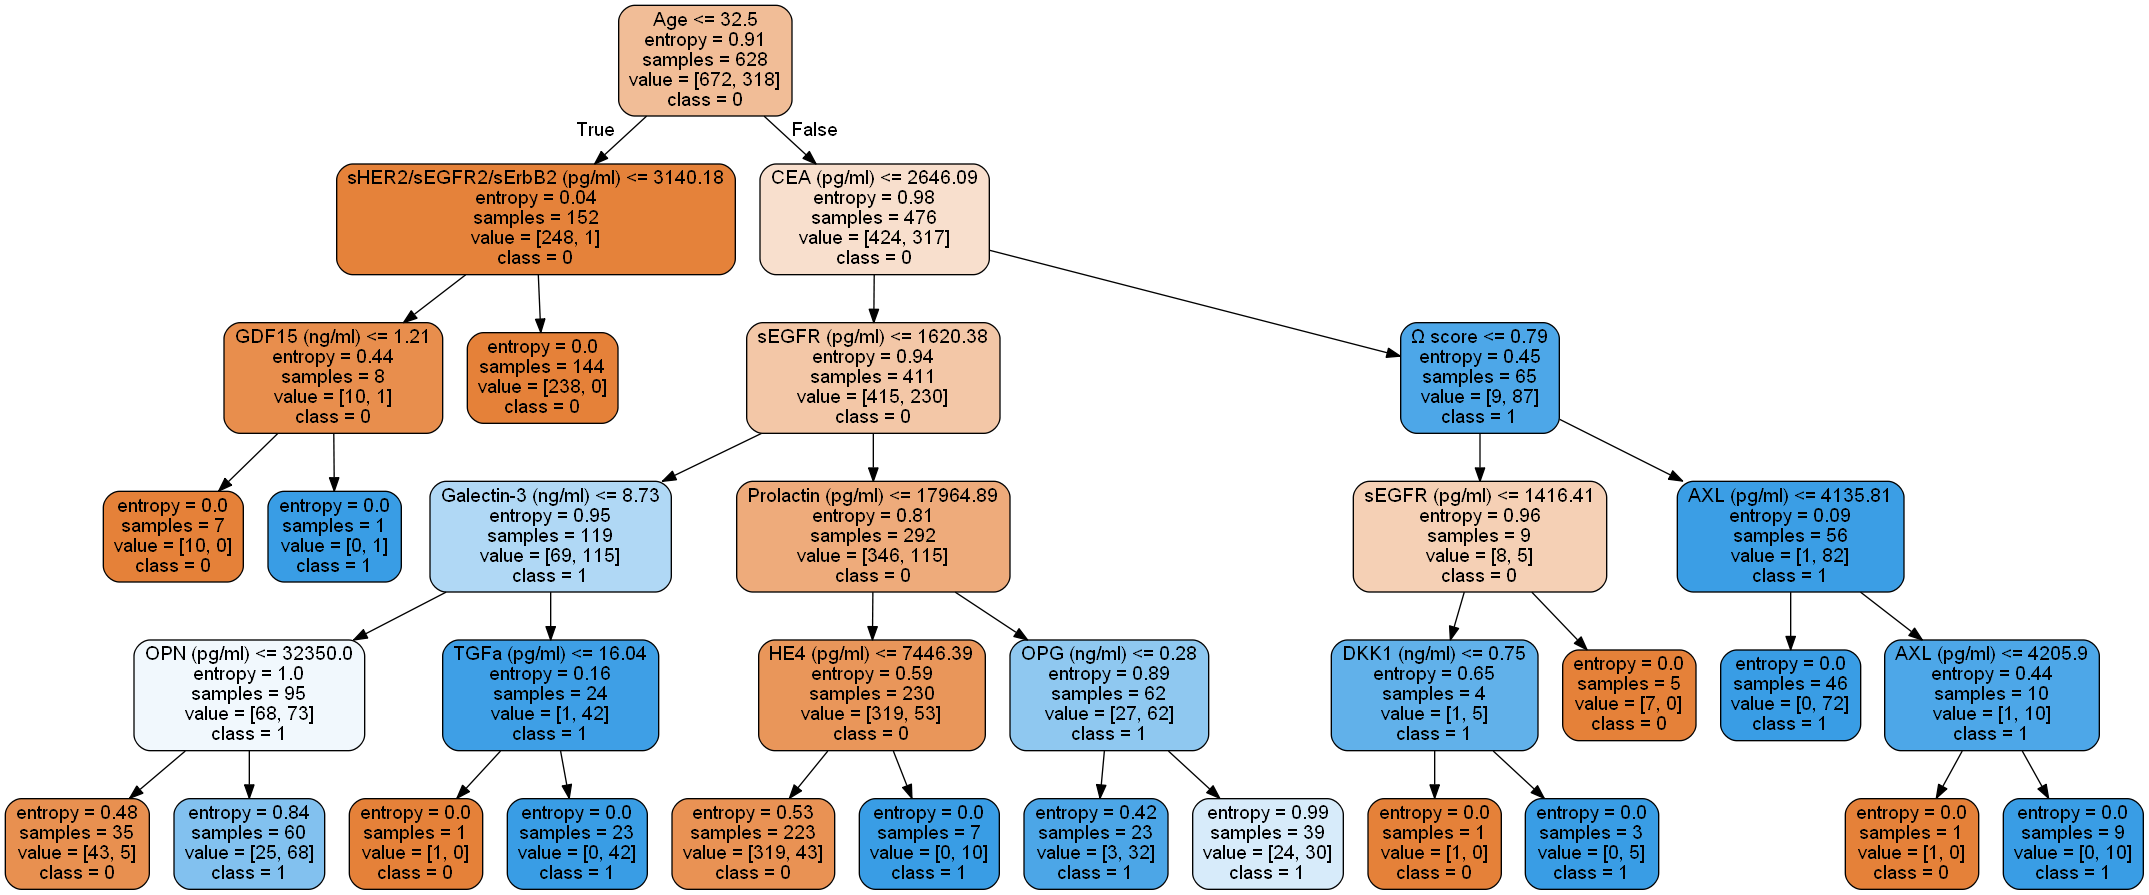 Age <= 32.5
entropy = 0.91
samples = 628
value = [672, 318]
class = 0
True
False
sHER2/sEGFR2/sErbB2 (pg/ml) <= 3140.18
entropy = 0.04
samples = 152
value = [248, 1]
class = 0
CEA (pg/ml) <= 2646.09
entropy = 0.98
samples = 476
value = [424, 317]
class = 0
GDF15 (ng/ml) <= 1.21
entropy = 0.44
samples = 8
value = [10, 1]
class = 0
entropy = 0.0
samples = 144
value = [238, 0]
class = 0
sEGFR (pg/ml) <= 1620.38
entropy = 0.94
samples = 411
value = [415, 230]
class = 0
Ω score <= 0.79
entropy = 0.45
samples = 65
value = [9, 87]
class = 1
entropy = 0.0
samples = 7
value = [10, 0]
class = 0
entropy = 0.0
samples = 1
value = [0, 1]
class = 1
Galectin-3 (ng/ml) <= 8.73
entropy = 0.95
samples = 119
value = [69, 115]
class = 1
Prolactin (pg/ml) <= 17964.89
entropy = 0.81
samples = 292
value = [346, 115]
class = 0
sEGFR (pg/ml) <= 1416.41
entropy = 0.96
samples = 9
value = [8, 5]
class = 0
AXL (pg/ml) <= 4135.81
entropy = 0.09
samples = 56
value = [1, 82]
class = 1
OPN (pg/ml) <= 32350.0
entropy = 1.0
samples = 95
value = [68, 73]
class = 1
TGFa (pg/ml) <= 16.04
entropy = 0.16
samples = 24
value = [1, 42]
class = 1
HE4 (pg/ml) <= 7446.39
entropy = 0.59
samples = 230
value = [319, 53]
class = 0
OPG (ng/ml) <= 0.28
entropy = 0.89
samples = 62
value = [27, 62]
class = 1
DKK1 (ng/ml) <= 0.75
entropy = 0.65
samples = 4
value = [1, 5]
class = 1
entropy = 0.0
samples = 5
value = [7, 0]
class = 0
entropy = 0.0
samples = 46
value = [0, 72]
class = 1
AXL (pg/ml) <= 4205.9
entropy = 0.44
samples = 10
value = [1, 10]
class = 1
entropy = 0.48
samples = 35
value = [43, 5]
class = 0
entropy = 0.84
samples = 60
value = [25, 68]
class = 1
entropy = 0.0
samples = 1
value = [1, 0]
class = 0
entropy = 0.0
samples = 23
value = [0, 42]
class = 1
entropy = 0.53
samples = 223
value = [319, 43]
class = 0
entropy = 0.0
samples = 7
value = [0, 10]
class = 1
entropy = 0.42
samples = 23
value = [3, 32]
class = 1
entropy = 0.99
samples = 39
value = [24, 30]
class = 1
entropy = 0.0
samples = 1
value = [1, 0]
class = 0
entropy = 0.0
samples = 3
value = [0, 5]
class = 1
entropy = 0.0
samples = 1
value = [1, 0]
class = 0
entropy = 0.0
samples = 9
value = [0, 10]
class = 1